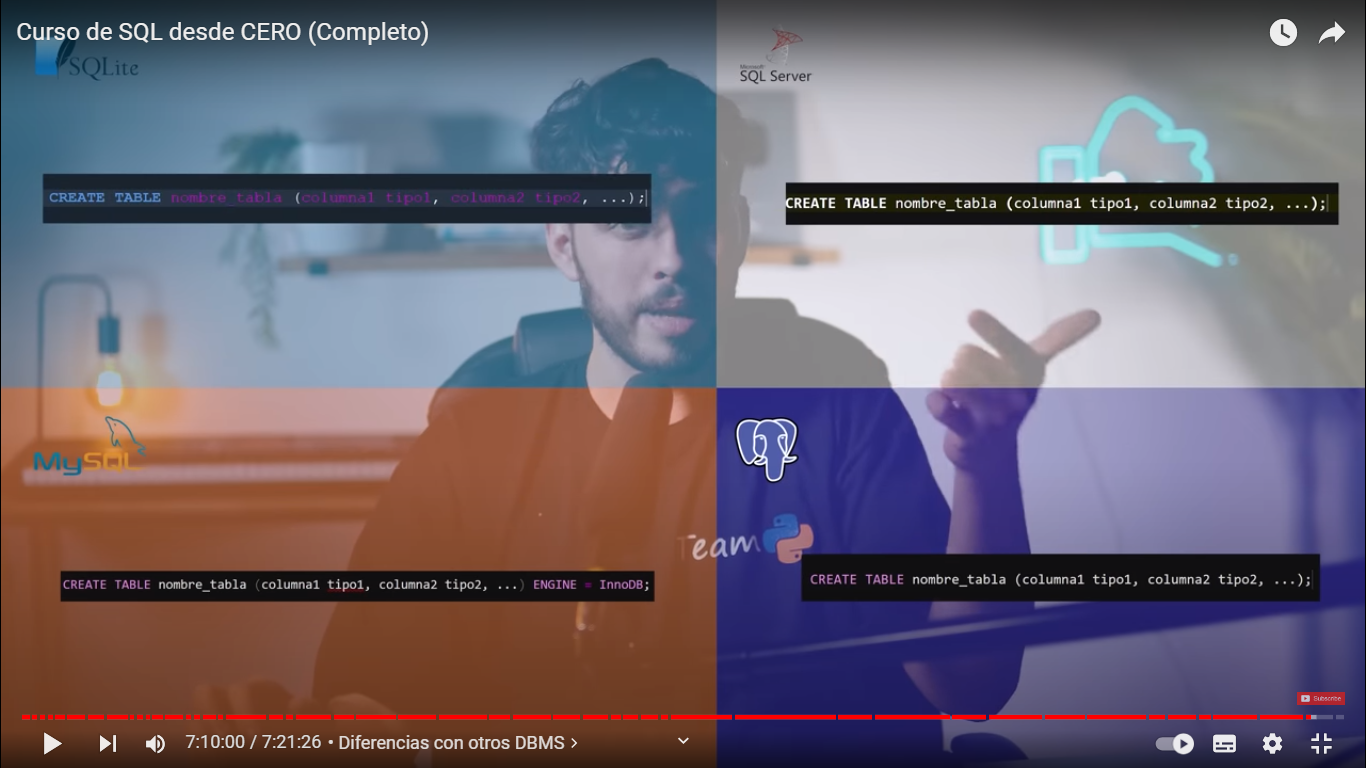 Curso de SQL desde CERO (Completo)
SQLite
Microsoft
SQL Server
CREATE TABLE nombre_tabla (columna1 tipo1, columna2 tipo2, ...);
CREATE TABLE nombre_tabla (columna1 tipo1, columna2 tipo2, ...);
MySQL
Team
CREATE TABLE nombre_tabla (columna1 tipo1, columna2 tipo2, ...) ENGINE = InnoDB;
CREATE TABLE nombre_tabla (columna1 tipo1, columna2 tipo2, ...);
Subscribe
7:10:00 / 7:21:26 • Diferencias con otros DBMS